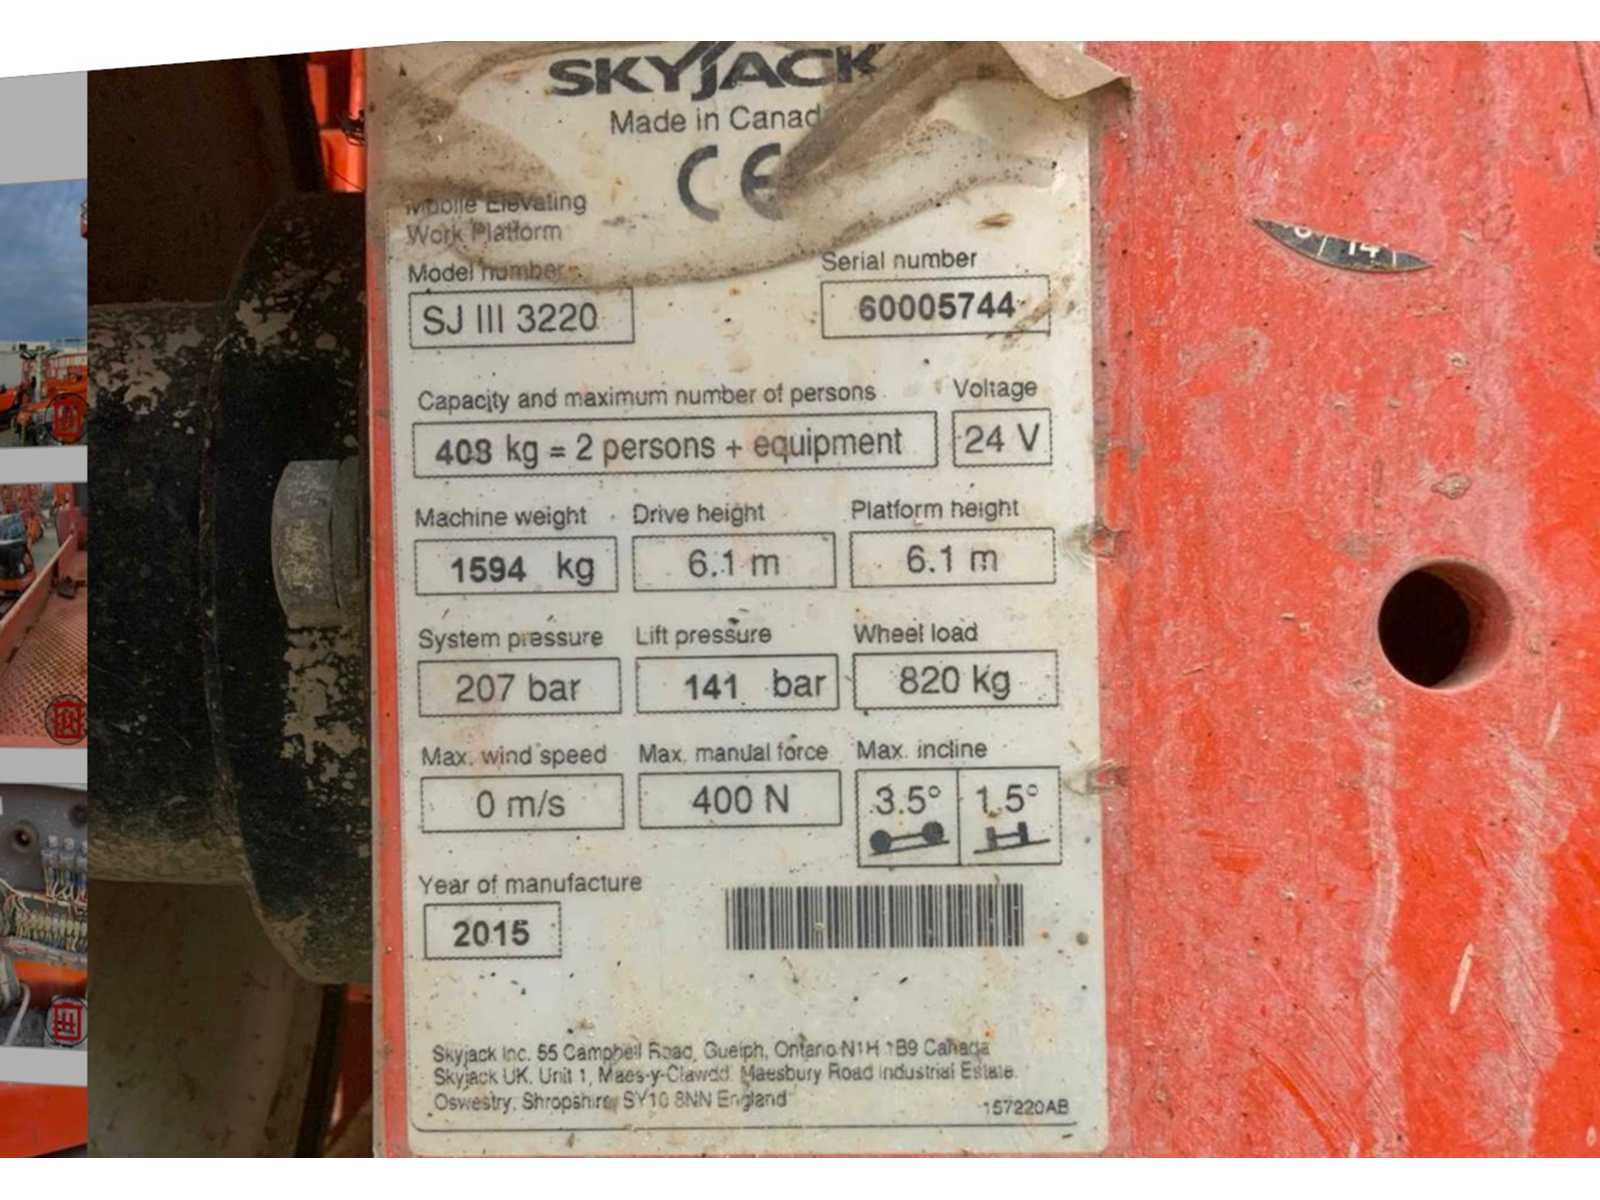 SKYJACK
Made in Canad
CE
Mobile Elevating
Work Platform
Model number
Serial number
SJ III 3220
60005744
Capacity and maximum number of persons
Voltage
408 kg = 2 persons + equipment
24 V
Machine weight
Drive height
Platform height
1594 kg
6.1 m
6.1 m
System pressure
Lift pressure
Wheel load
207 bar
141 bar
820 kg
Max. wind speed
Max. manual force
Max. incline
0 m/s
400 N
3.5° 1.5°
Year of manufacture
2015
Skyjack Inc. 55 Campbell Road, Guelph, Ontario N1H 1B9 Canada
Skyjack UK. Unit 1, Maes-y-Clawdd, Maesbury Road Industrial Estate.
Oswestry, Shropshire, SY10 8NN England
157220AB
14